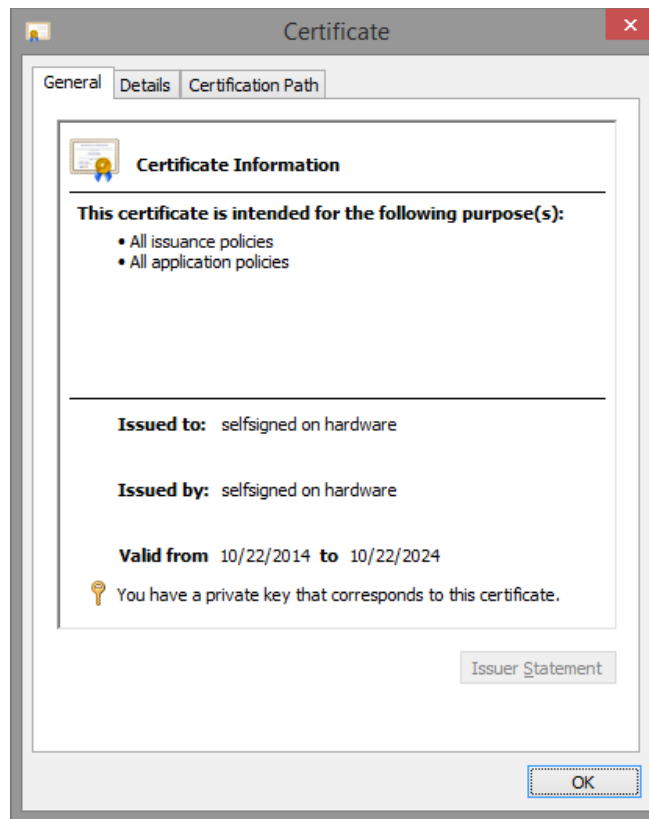 Certificate
General Details Certification Path
Certificate Information
This certificate is intended for the following purpose(s):
• All issuance policies
• All application policies
Issued to: selfsigned on hardware
Issued by: selfsigned on hardware
Valid from 10/22/2014 to 10/22/2024
You have a private key that corresponds to this certificate.
Issuer Statement
OK